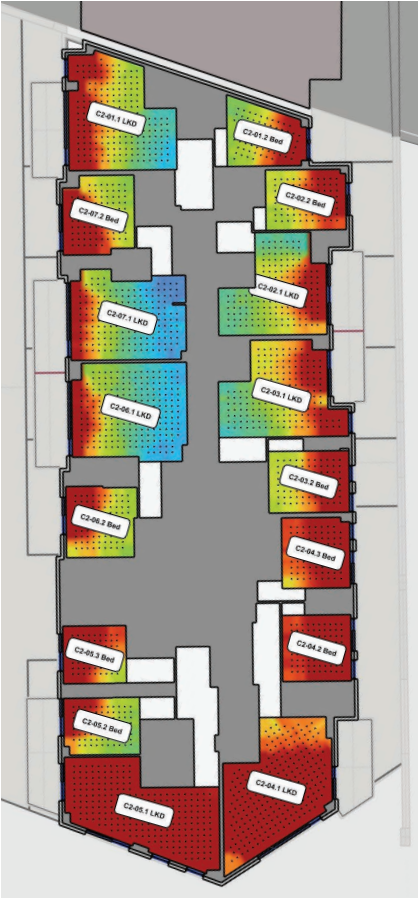 C2-01.1 LKD
C2-01.2 Bed
C2-07.2 Bed
C2-02.2 Bed
C2-07.1 LKD
C2-02.1 LKD
C2-06.1 LKD
C2-03.1 LKD
C2-03.2 Bed
C2-06.2 Bed
C2-04.3 Bed
C2-05.3 Bed
C2-04.2 Bed
C2-05.2 Bed
C2-04.1 LKD
C2-05.1 LKD